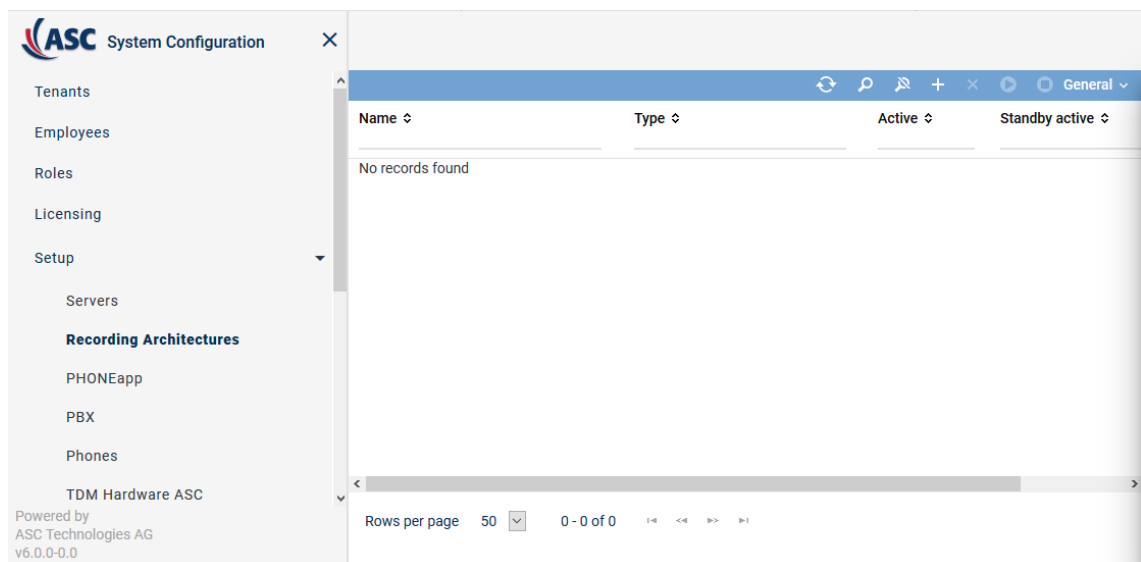 ASC System Configuration
Tenants
Employees
Roles
Licensing
Setup
Servers
Recording Architectures
PHONEapp
PBX
Phones
TDM Hardware ASC
Powered by
ASC Technologies AG
v6.0.0-0.0
General
Name Type Active Standby active
No records found
Rows per page 50 0 - 0 of 0